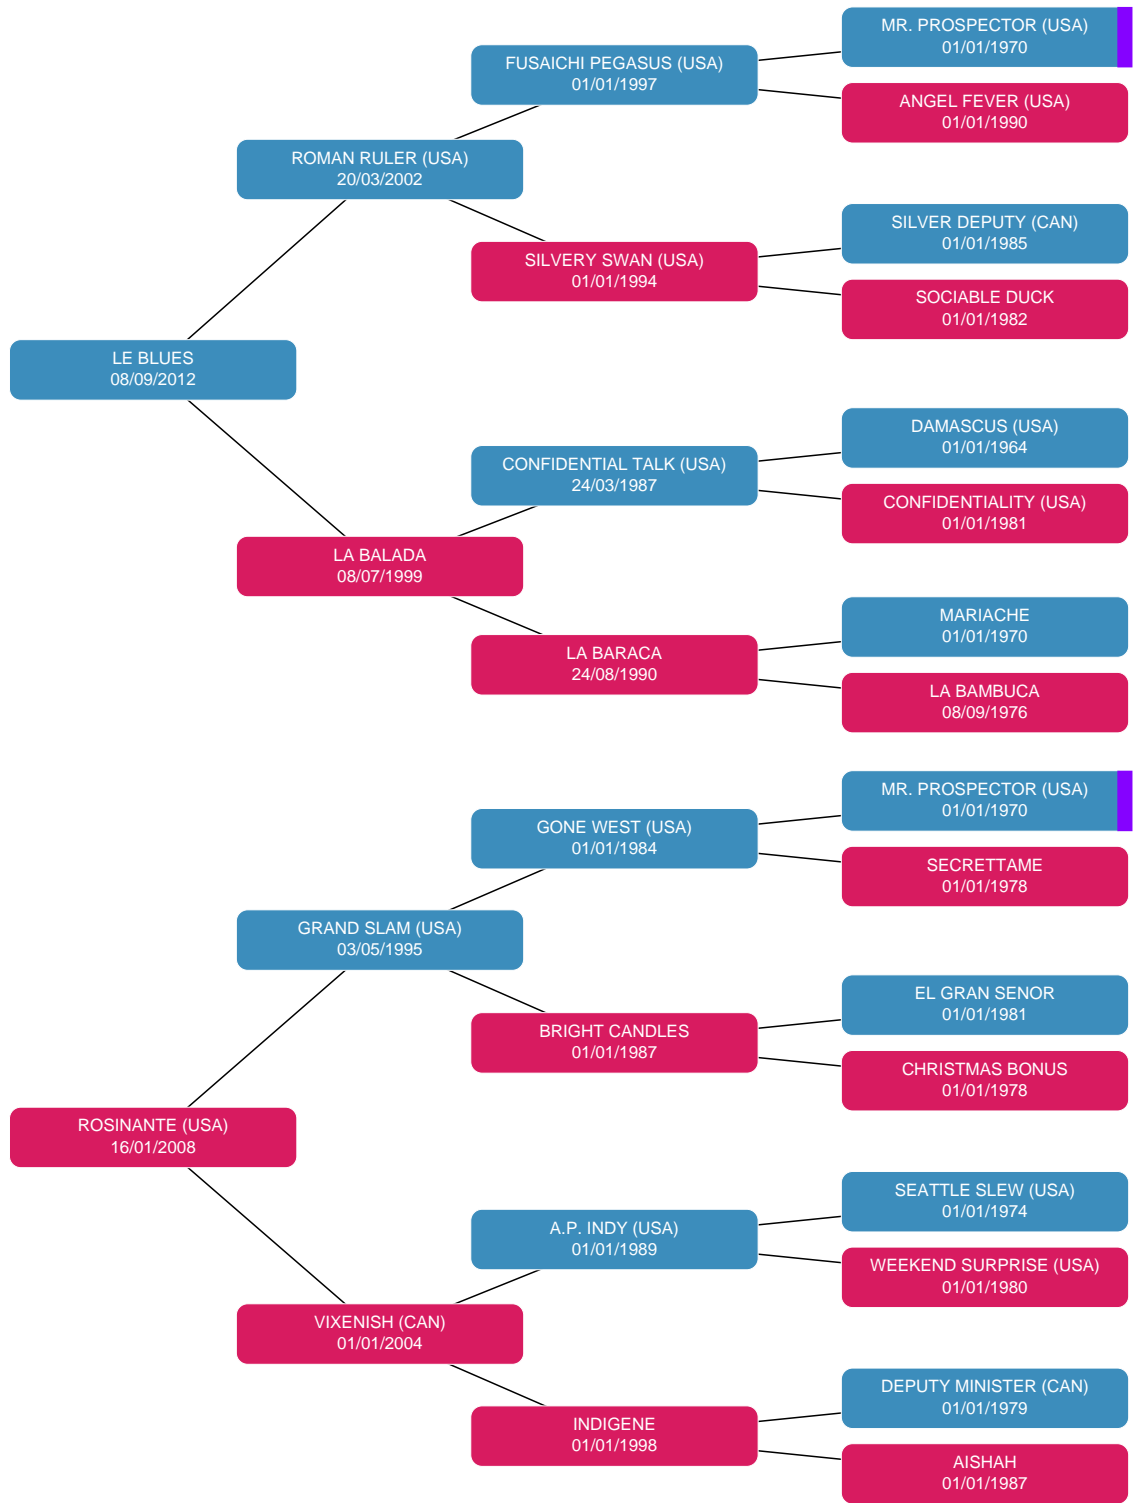 MR. PROSPECTOR (USA)
01/01/1970
FUSAICHI PEGASUS (USA)
01/01/1997
ANGEL FEVER (USA)
01/01/1990
ROMAN RULER (USA)
20/03/2002
SILVER DEPUTY (CAN)
01/01/1985
SILVERY SWAN (USA)
01/01/1994
SOCIABLE DUCK
01/01/1982
LE BLUES
08/09/2012
DAMASCUS (USA)
01/01/1964
CONFIDENTIAL TALK (USA)
24/03/1987
CONFIDENTIALITY (USA)
01/01/1981
LA BALADA
08/07/1999
MARIACHE
01/01/1970
LA BARACA
24/08/1990
LA BAMBUCA
08/09/1976
MR. PROSPECTOR (USA)
01/01/1970
GONE WEST (USA)
01/01/1984
SECRETTAME
01/01/1978
GRAND SLAM (USA)
03/05/1995
EL GRAN SENOR
01/01/1981
BRIGHT CANDLES
01/01/1987
CHRISTMAS BONUS
01/01/1978
ROSINANTE (USA)
16/01/2008
SEATTLE SLEW (USA)
01/01/1974
A.P. INDY (USA)
01/01/1989
WEEKEND SURPRISE (USA)
01/01/1980
VIXENISH (CAN)
01/01/2004
DEPUTY MINISTER (CAN)
01/01/1979
INDIGENE
01/01/1998
AISHAH
01/01/1987